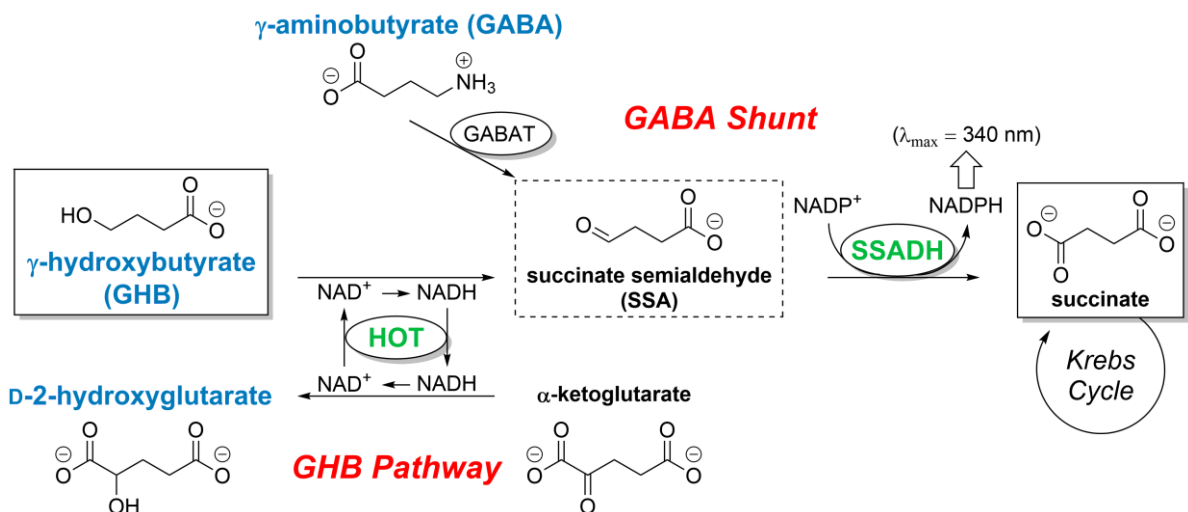 γ-aminobutyrate (GABA)
O
⊖
O
⊕
NH3
GABAT
GABA Shunt
(λmax = 340 nm)
HO
O
⊖
O
γ-hydroxybutyrate
(GHB)
NAD+ → NADH
HOT
NAD+ ← NADH
O
O
⊖
O
succinate semialdehyde
(SSA)
NADP+
NADPH
SSADH
⊖
O
O
O
⊖
O
succinate
Krebs
Cycle
D-2-hydroxyglutarate
O
⊖
O
OH
O
⊖
O
GHB Pathway
α-ketoglutarate
O
⊖
O
O
O
⊖
O